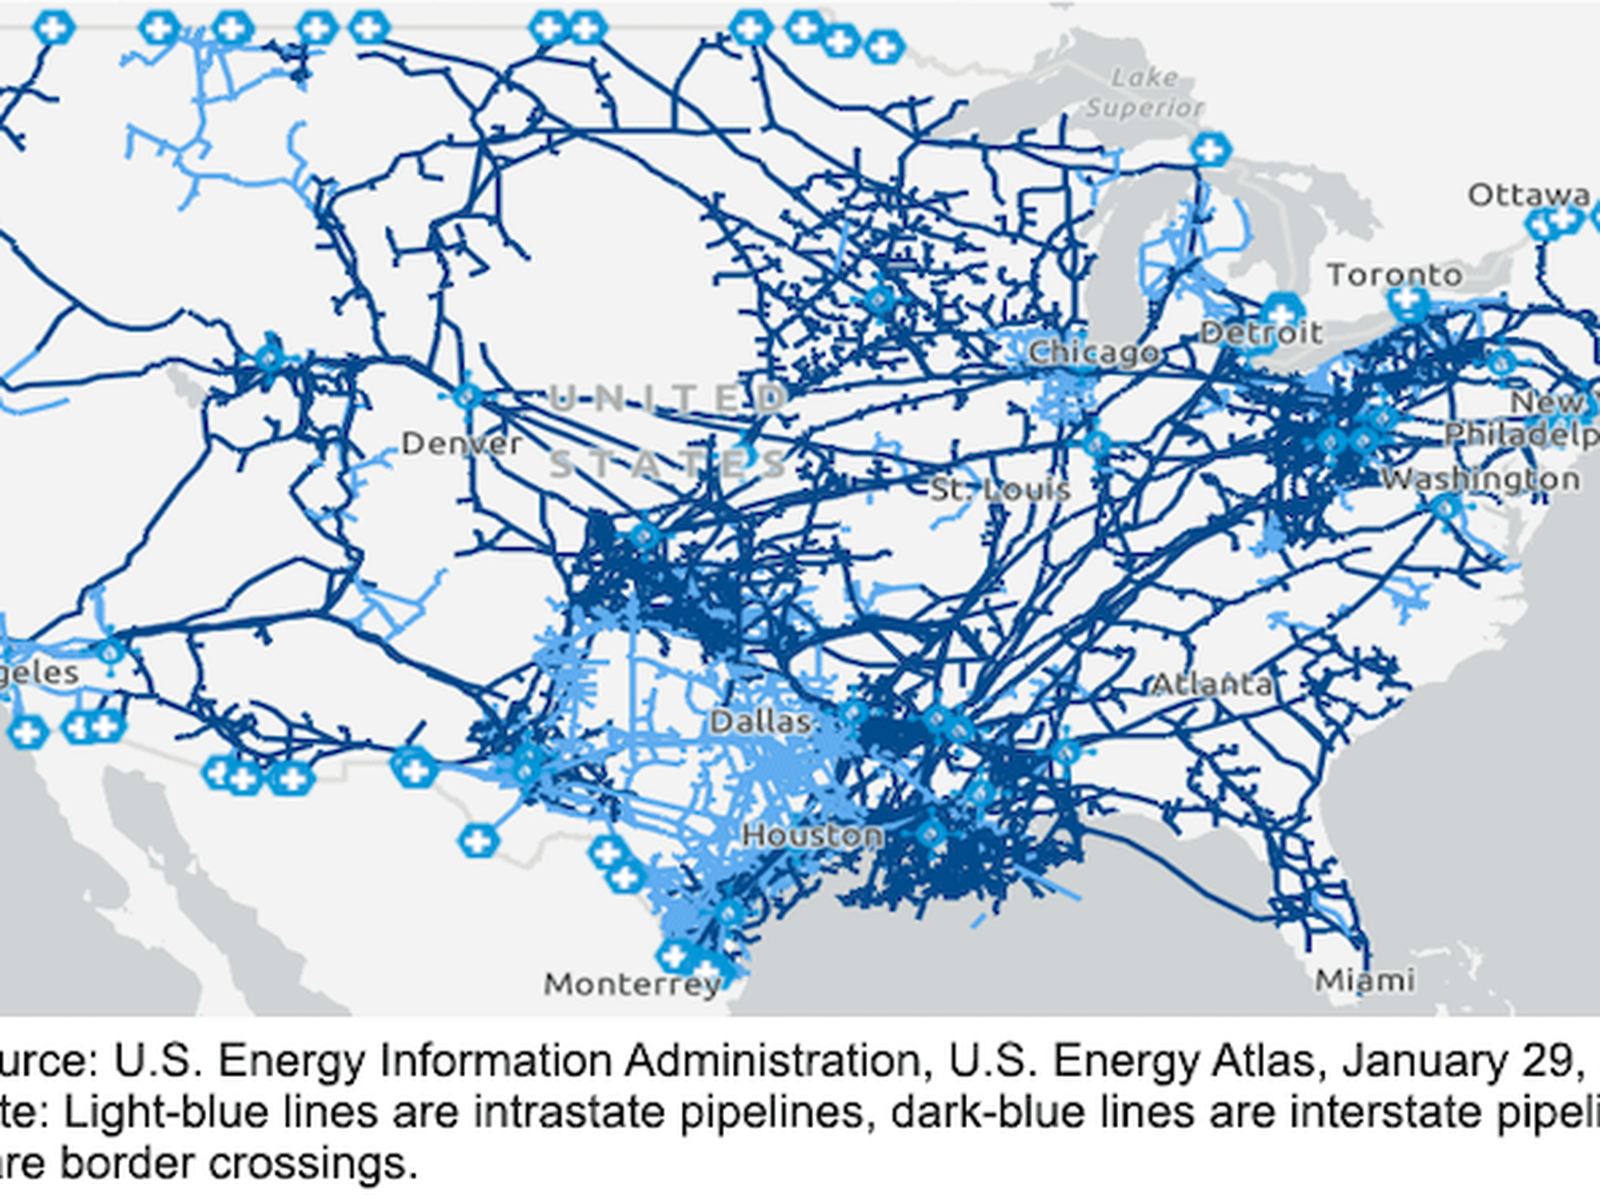 Lake
Superior
Ottawa
Toronto
Detroit
Chicago
UNITED
New Y
Denver
Philadelp
STATES
Washington
St. Louis
geles
Atlanta
Dallas
Houston
Monterrey
Miami
urce: U.S. Energy Information Administration, U.S. Energy Atlas, January 29,
te: Light-blue lines are intrastate pipelines, dark-blue lines are interstate pipeli
are border crossings.